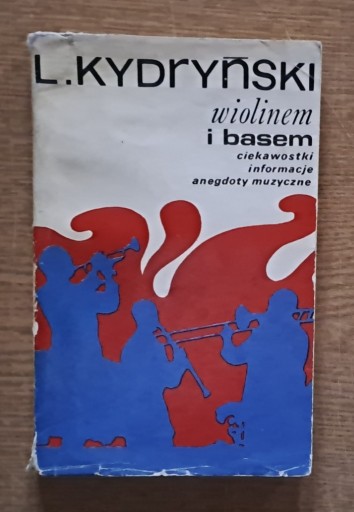 L.KYDRYŃSKI
wiolinem
i basem
ciekawostki
informacje
anegdoty muzyczne